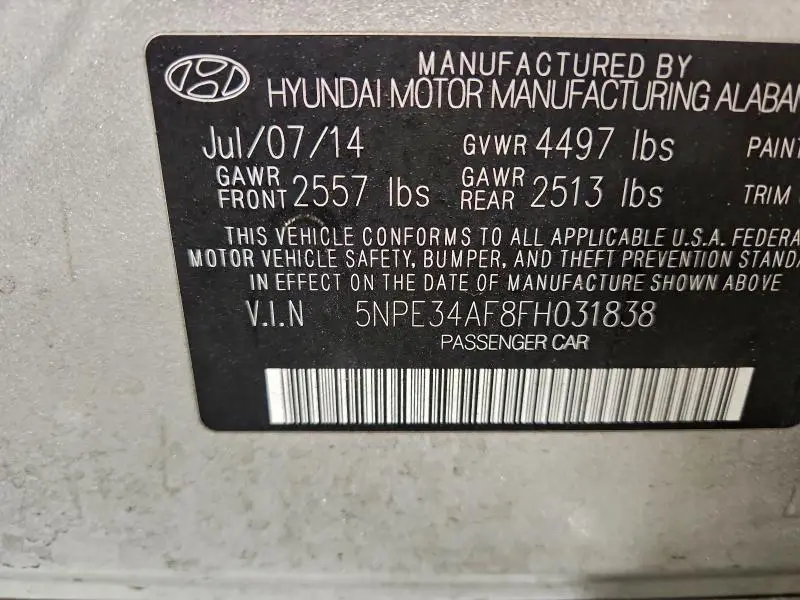 MANUFACTURED BY
HYUNDAI MOTOR MANUFACTURING ALABAM
Jul/07/14 GVWR 4497 lbs PAINT
GAWR FRONT 2557 lbs GAWR REAR 2513 lbs TRIM
THIS VEHICLE CONFORMS TO ALL APPLICABLE U.S.A. FEDERA
MOTOR VEHICLE SAFETY, BUMPER, AND THEFT PREVENTION STANDA
IN EFFECT ON THE DATE OF MANUFACTURE SHOWN ABOVE
V.I.N 5NPE34AF8FH031838
PASSENGER CAR